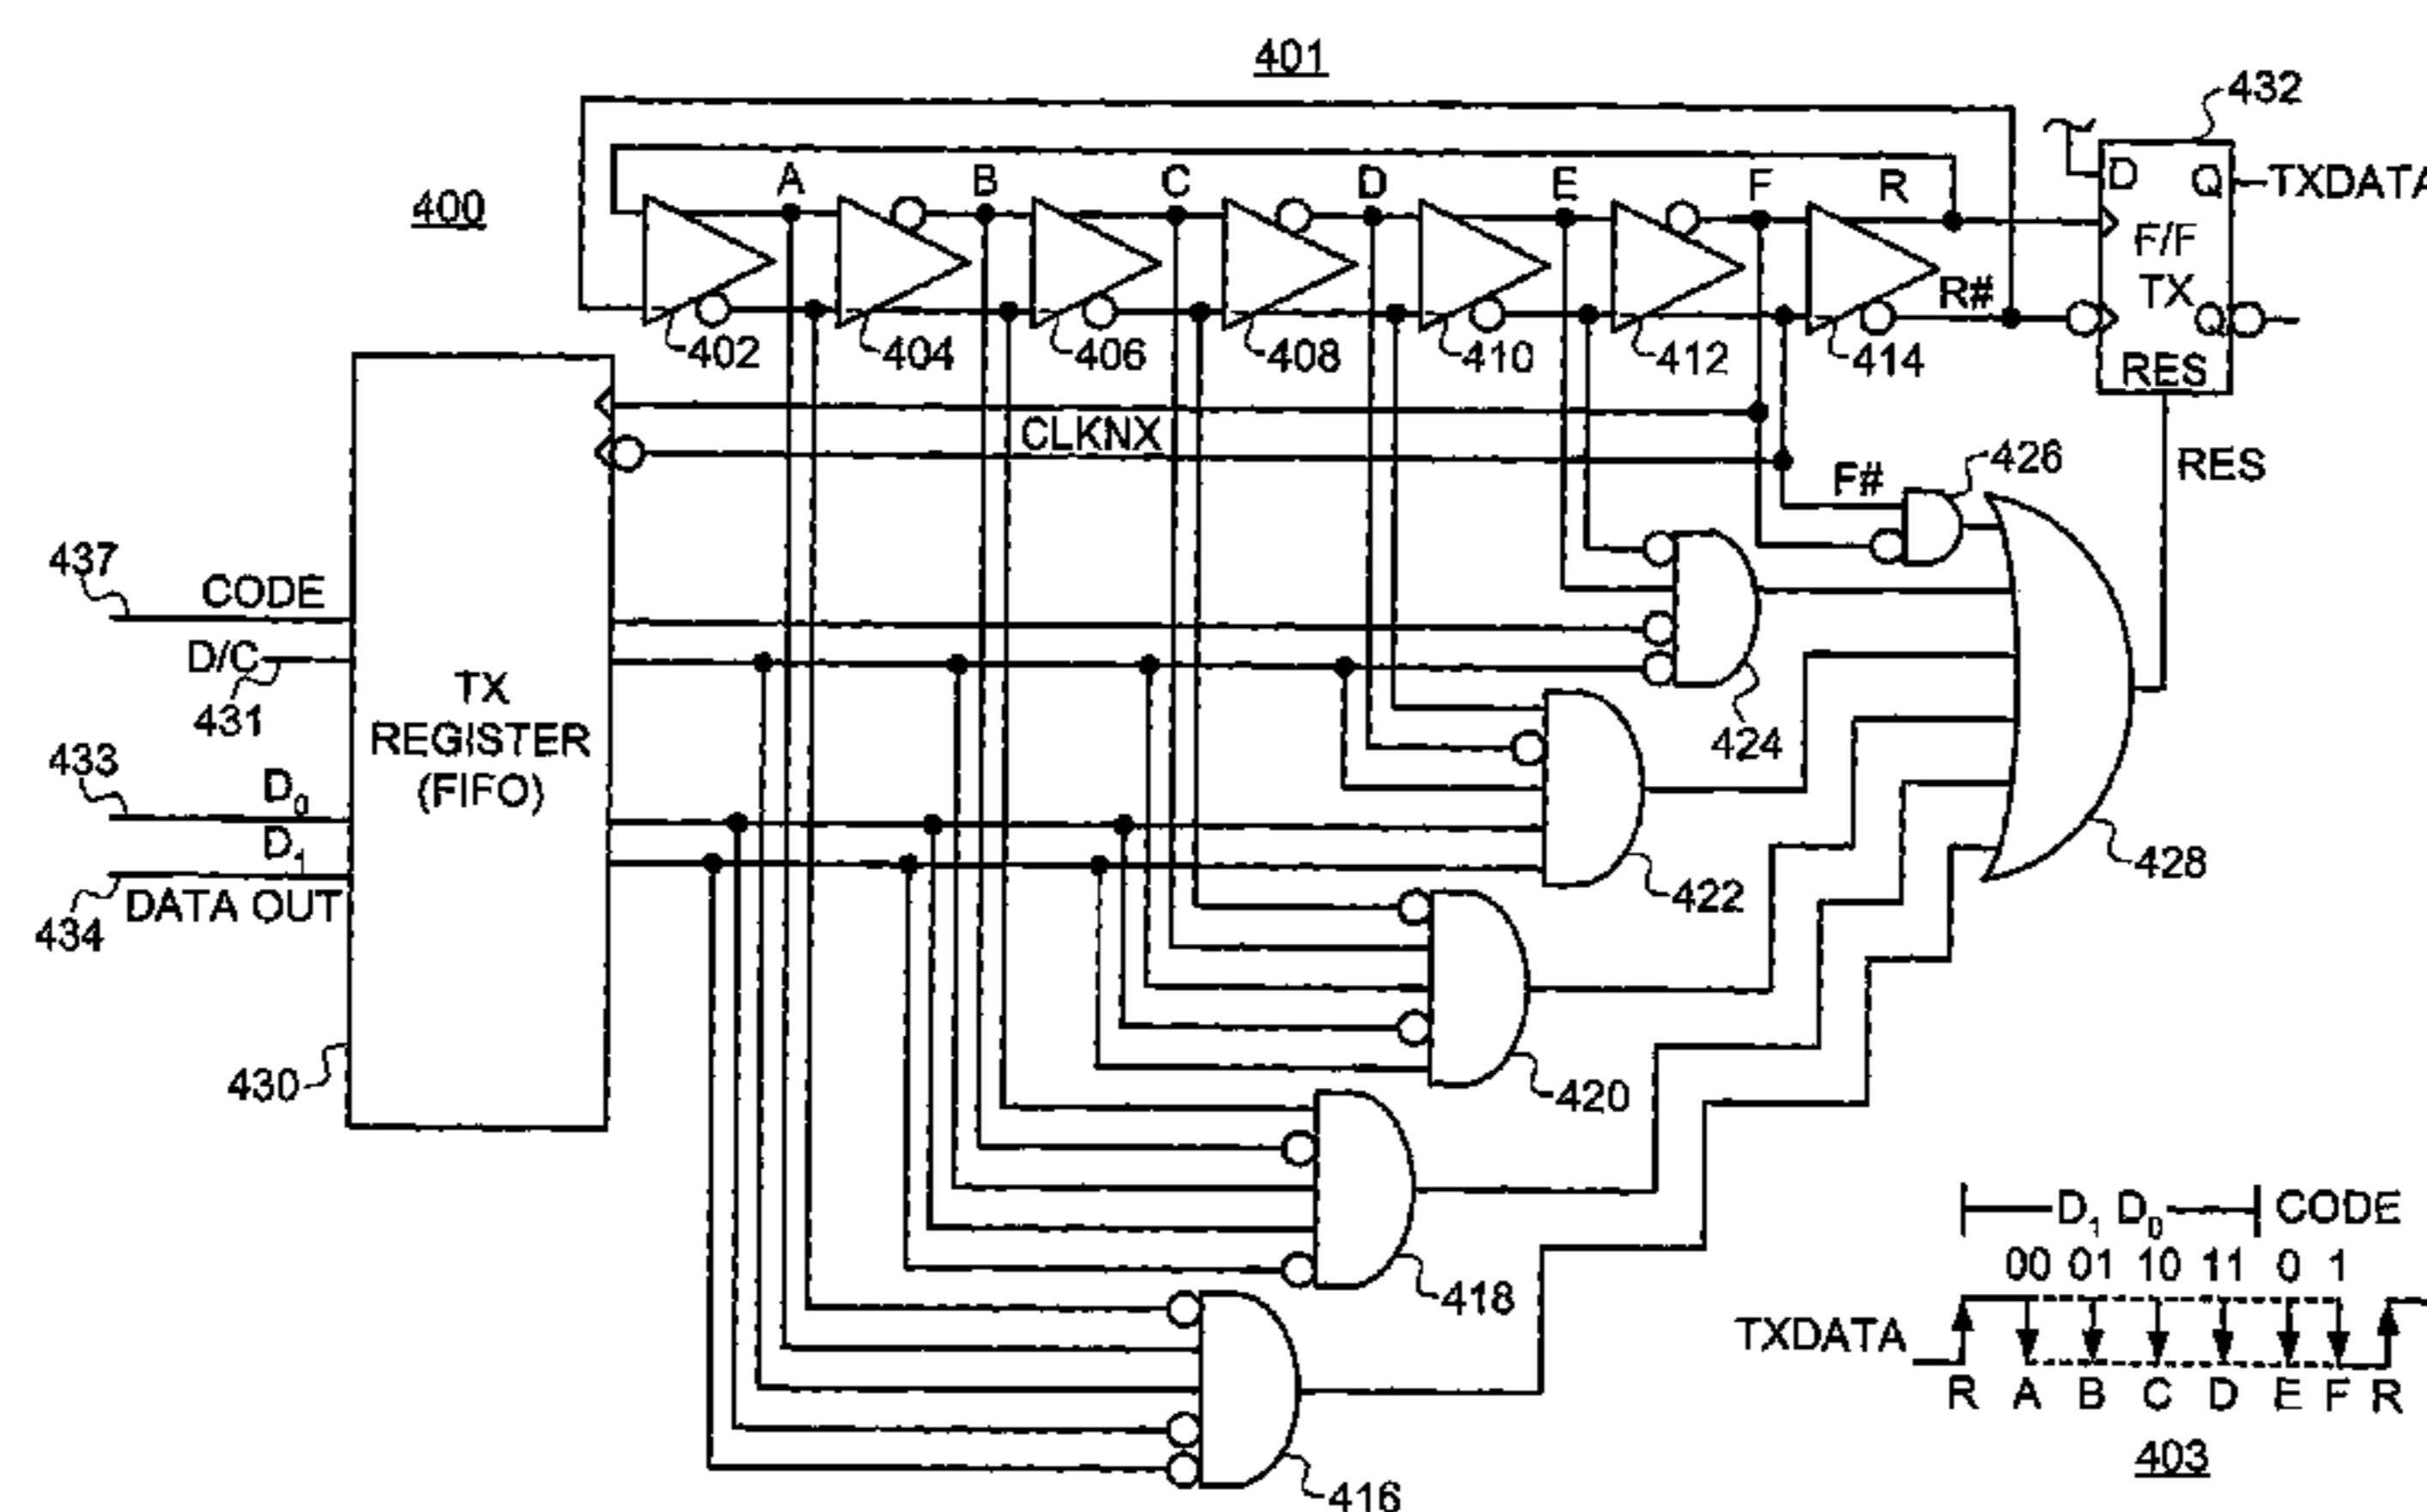 401
432
400
A
B
C
D
E
F
R
D
Q
TXDATA
F/F
TX
R#
Q
RES
402
404
406
408
410
412
414
CLKNX
RES
426
F#
437
CODE
D/C
431
TX
REGISTER
(FIFO)
433
D0
D1
434
DATA OUT
424
422
428
420
430
418
416
D1 D0 CODE
00 01 10 11 0 1
TXDATA
R A B C D E F R
403